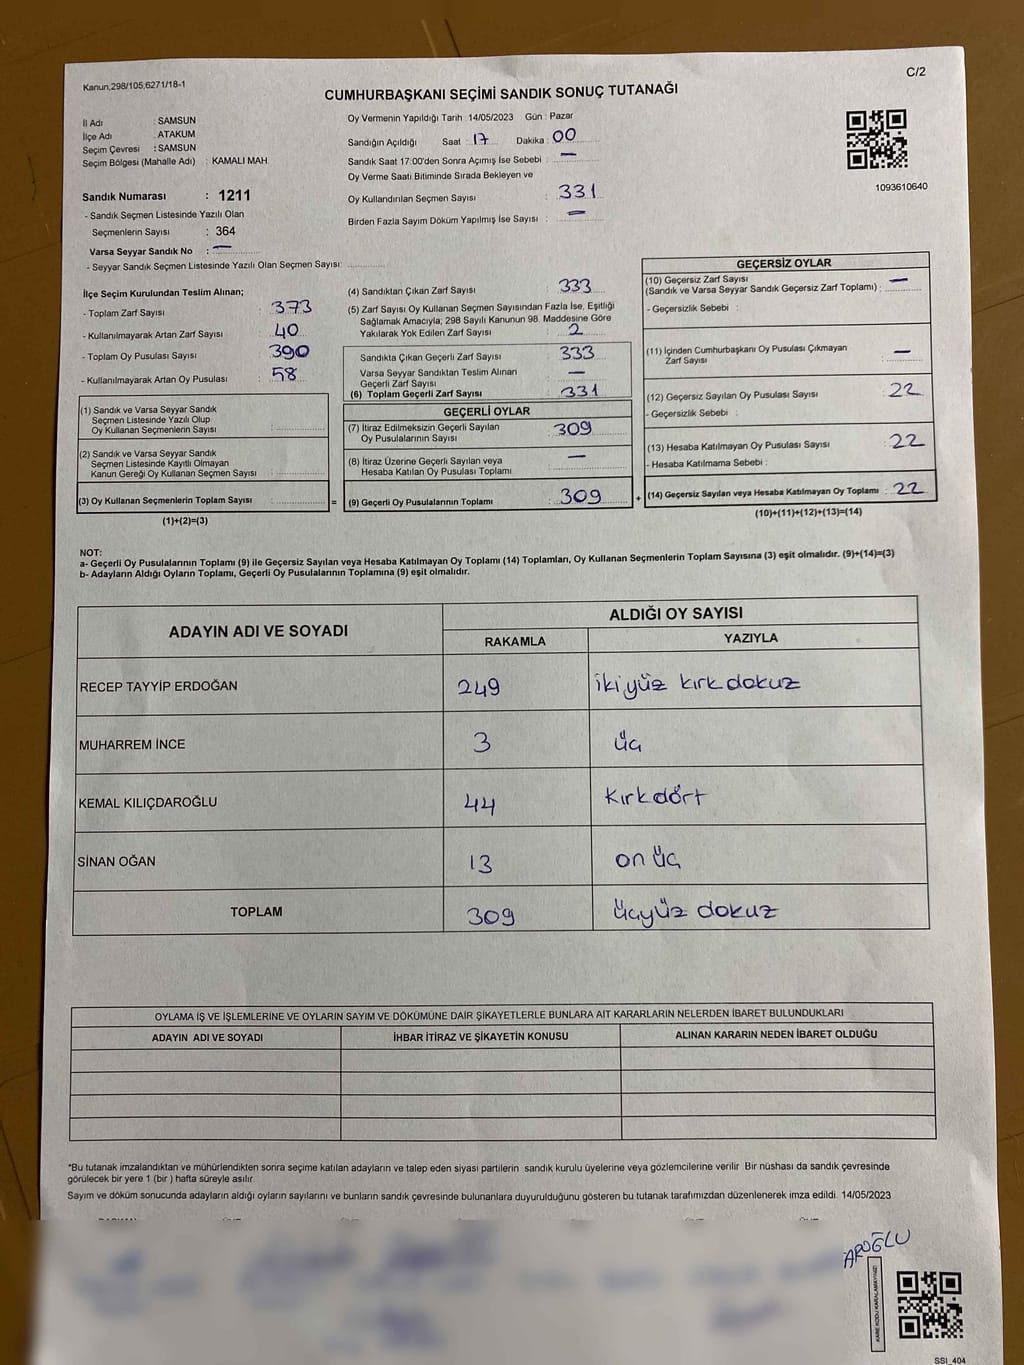 Kanun,298/105,6271/18-1
C/2
CUMHURBAŞKANI SEÇİMİ SANDIK SONUÇ TUTANAĞI
İl Adı : SAMSUN
İlçe Adı : ATAKUM
Seçim Çevresi : SAMSUN
Seçim Bölgesi (Mahalle Adı) : KAMALI MAH.
Sandık Numarası : 1211
- Sandık Seçmen Listesinde Yazılı Olan
Seçmenlerin Sayısı : 364
Varsa Seyyar Sandık No : —
- Seyyar Sandık Seçmen Listesinde Yazılı Olan Seçmen Sayısı:
Oy Vermenin Yapıldığı Tarih :14/05/2023 Gün : Pazar
Sandığın Açıldığı Saat : 17 Dakika : 00
Sandık Saat 17:00'den Sonra Açımış İse Sebebi : —
Oy Verme Saati Bitiminde Sırada Bekleyen ve
Oy Kullandırılan Seçmen Sayısı : 331
Birden Fazla Sayım Döküm Yapılmış İse Sayısı : —
1093610640
İlçe Seçim Kurulundan Teslim Alınan;
- Toplam Zarf Sayısı : 373
- Kullanılmayarak Artan Zarf Sayısı : 40
- Toplam Oy Pusulası Sayısı : 390
- Kullanılmayarak Artan Oy Pusulası : 58
(1) Sandık ve Varsa Seyyar Sandık
Seçmen Listesinde Yazılı Olup
Oy Kullanan Seçmenlerin Sayısı :
(2) Sandık ve Varsa Seyyar Sandık
Seçmen Listesinde Kayıtlı Olmayan
Kanun Gereği Oy Kullanan Seçmen Sayısı :
(3) Oy Kullanan Seçmenlerin Toplam Sayısı : =
(1)+(2)=(3)
(4) Sandıktan Çıkan Zarf Sayısı : 333
(5) Zarf Sayısı Oy Kullanan Seçmen Sayısından Fazla İse, Eşitliği
Sağlamak Amacıyla; 298 Sayılı Kanunun 98. Maddesine Göre
Yakılarak Yok Edilen Zarf Sayısı : 2
Sandıkta Çıkan Geçerli Zarf Sayısı : 333
Varsa Seyyar Sandıktan Teslim Alınan
Geçerli Zarf Sayısı : —
(6) Toplam Geçerli Zarf Sayısı : 331
GEÇERLİ OYLAR
(7) İtiraz Edilmeksizin Geçerli Sayılan
Oy Pusulalarının Sayısı : 309
(8) İtiraz Üzerine Geçerli Sayılan veya
Hesaba Katılan Oy Pusulası Toplamı : —
(9) Geçerli Oy Pusulalarının Toplamı : 309 +
GEÇERSİZ OYLAR
(10) Geçersiz Zarf Sayısı
(Sandık ve Varsa Seyyar Sandık Geçersiz Zarf Toplamı) : —
- Geçersizlik Sebebi :
(11) İçinden Cumhurbaşkanı Oy Pusulası Çıkmayan
Zarf Sayısı : —
(12) Geçersiz Sayılan Oy Pusulası Sayısı : 22
- Geçersizlik Sebebi :
(13) Hesaba Katılmayan Oy Pusulası Sayısı : 22
- Hesaba Katılmama Sebebi :
(14) Geçersiz Sayılan veya Hesaba Katılmayan Oy Toplamı : 22
(10)+(11)+(12)+(13)=(14)
NOT:
a- Geçerli Oy Pusulalarının Toplamı (9) ile Geçersiz Sayılan veya Hesaba Katılmayan Oy Toplamı (14) Toplamları, Oy Kullanan Seçmenlerin Toplam Sayısına (3) eşit olmalıdır. (9)+(14)=(3)
b- Adayların Aldığı Oyların Toplamı, Geçerli Oy Pusulalarının Toplamına (9) eşit olmalıdır.
ADAYIN ADI VE SOYADI
ALDIĞI OY SAYISI
RAKAMLA YAZIYLA
RECEP TAYYİP ERDOĞAN 249 iki yüz kırk dokuz
MUHARREM İNCE 3 üç
KEMAL KILIÇDAROĞLU 44 kırk dört
SİNAN OĞAN 13 on üç
TOPLAM 309 üçyüz dokuz
OYLAMA İŞ VE İŞLEMLERİNE VE OYLARIN SAYIM VE DÖKÜMÜNE DAİR ŞİKAYETLERLE BUNLARA AİT KARARLARIN NELERDEN İBARET BULUNDUKLARI
ADAYIN ADI VE SOYADI İHBAR İTİRAZ VE ŞİKAYETİN KONUSU ALINAN KARARIN NEDEN İBARET OLDUĞU
*Bu tutanak imzalandıktan ve mühürlendikten sonra seçime katılan adayların ve talep eden siyasi partilerin sandık kurulu üyelerine veya gözlemcilerine verilir. Bir nüshası da sandık çevresinde
görülecek bir yere 1 (bir ) hafta süreyle asılır.
Sayım ve döküm sonucunda adayların aldığı oyların sayılarını ve bunların sandık çevresinde bulunanlara duyurulduğunu gösteren bu tutanak tarafımızdan düzenlenerek imza edildi. 14/05/2023
AROĞLU
KARE KODU KARALAMAYINIZ!
SSI_404